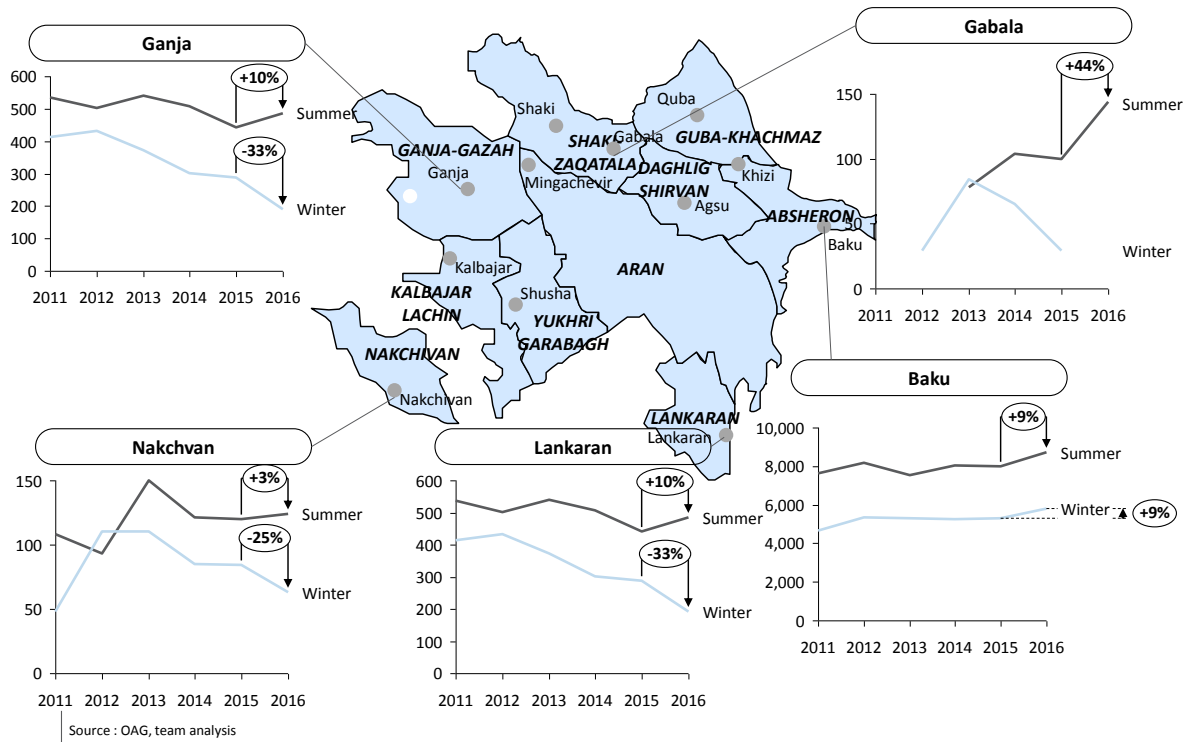 Ganja
600
500
400
300
200
100
0
2011 2012 2013 2014 2015 2016
+10%
Summer
-33%
Winter
Gabala
150
100
50
0
2011 2012 2013 2014 2015 2016
+44%
Summer
Winter
Quba
Shaki
GUBA-KHACHMAZ
SHAKI
Gabala
ZAQATALA
GANJA-GAZAH
Ganja
Mingachevir
DAGHLIG
SHIRVAN
Khizi
Agsu
ABSHERON
Baku
ARAN
Kalbajar
KALBAJAR
LACHIN
Shusha
YUKHRI
GARABAGH
NAKCHIVAN
Nakchivan
LANKARAN
Lankaran
Baku
10,000
8,000
6,000
4,000
2,000
0
2011 2012 2013 2014 2015 2016
+9%
Summer
Winter
+9%
Nakchvan
150
100
50
0
2011 2012 2013 2014 2015 2016
+3%
Summer
-25%
Winter
Lankaran
600
500
400
300
200
100
0
2011 2012 2013 2014 2015 2016
+10%
Summer
-33%
Winter
Source : OAG, team analysis